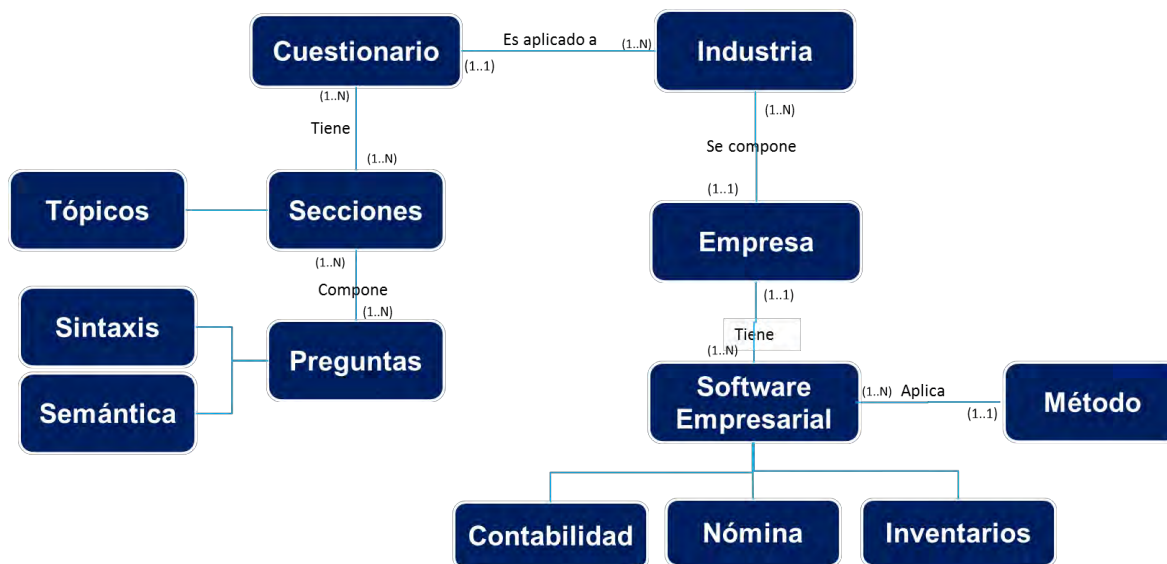 Cuestionario
Es aplicado a
(1..N)
Industria
(1..1)
(1..N)
(1..N)
Tiene
Se compone
(1..N)
(1..1)
Tópicos
Secciones
Empresa
(1..N)
(1..1)
Compone
(1..N)
Sintaxis
Tiene
Preguntas
(1..N)
Semántica
Software
Empresarial
(1..N)
Aplica
(1..1)
Método
Contabilidad
Nómina
Inventarios